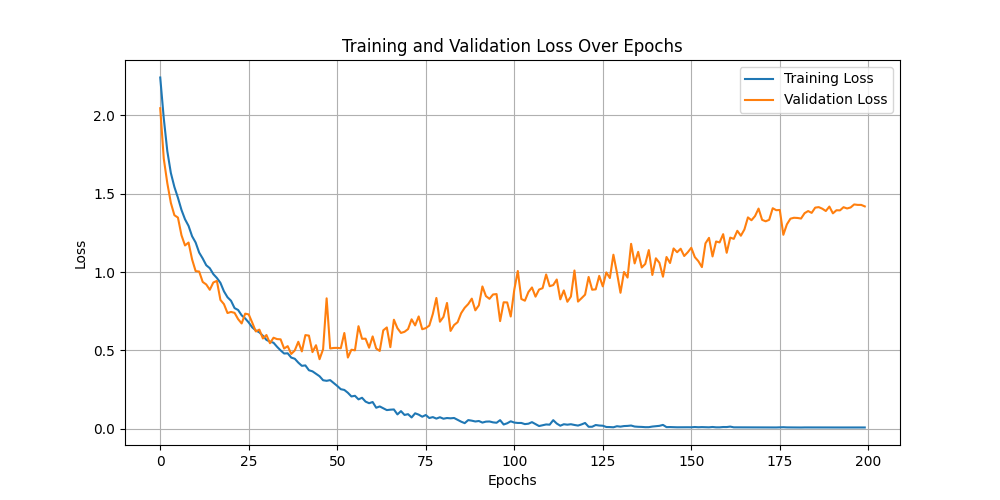 Training and Validation Loss Over Epochs
Training Loss
Validation Loss
2.0
1.5
1.0
0.5
0.0
Loss
0 25 50 75 100 125 150 175 200
Epochs